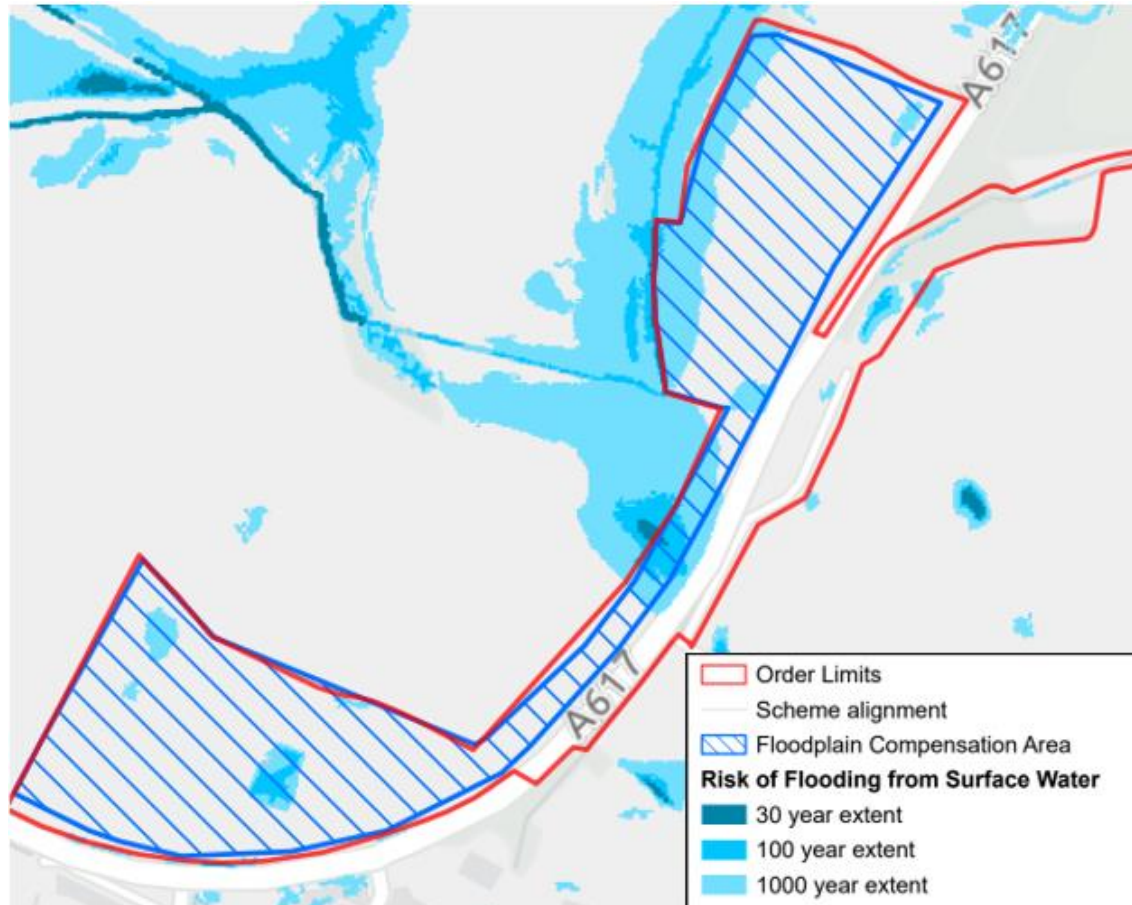 A617
A617
Order Limits
Scheme alignment
Floodplain Compensation Area
Risk of Flooding from Surface Water
30 year extent
100 year extent
1000 year extent